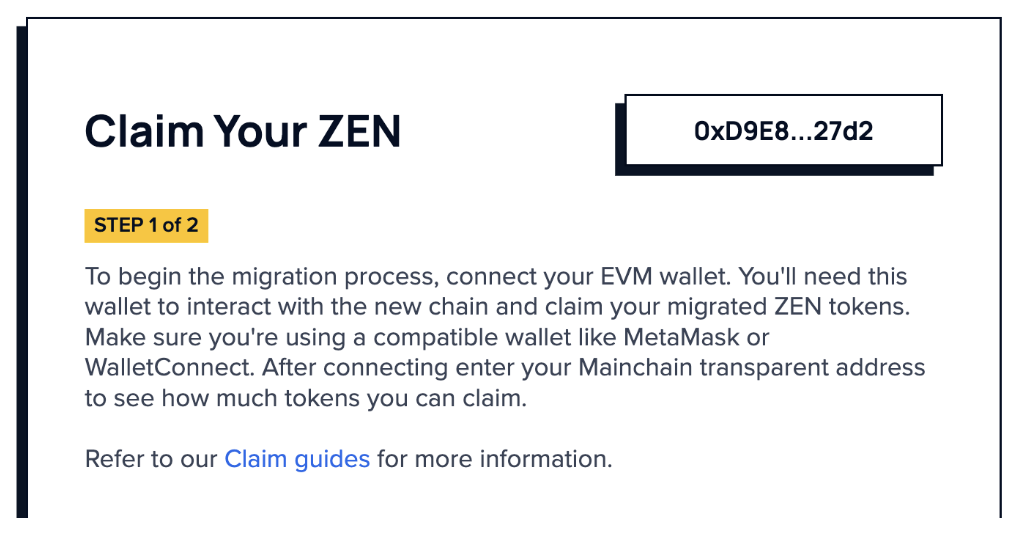 Claim Your ZEN
0xD9E8...27d2
STEP 1 of 2
To begin the migration process, connect your EVM wallet. You'll need this
wallet to interact with the new chain and claim your migrated ZEN tokens.
Make sure you're using a compatible wallet like MetaMask or
WalletConnect. After connecting enter your Mainchain transparent address
to see how much tokens you can claim.
Refer to our Claim guides for more information.